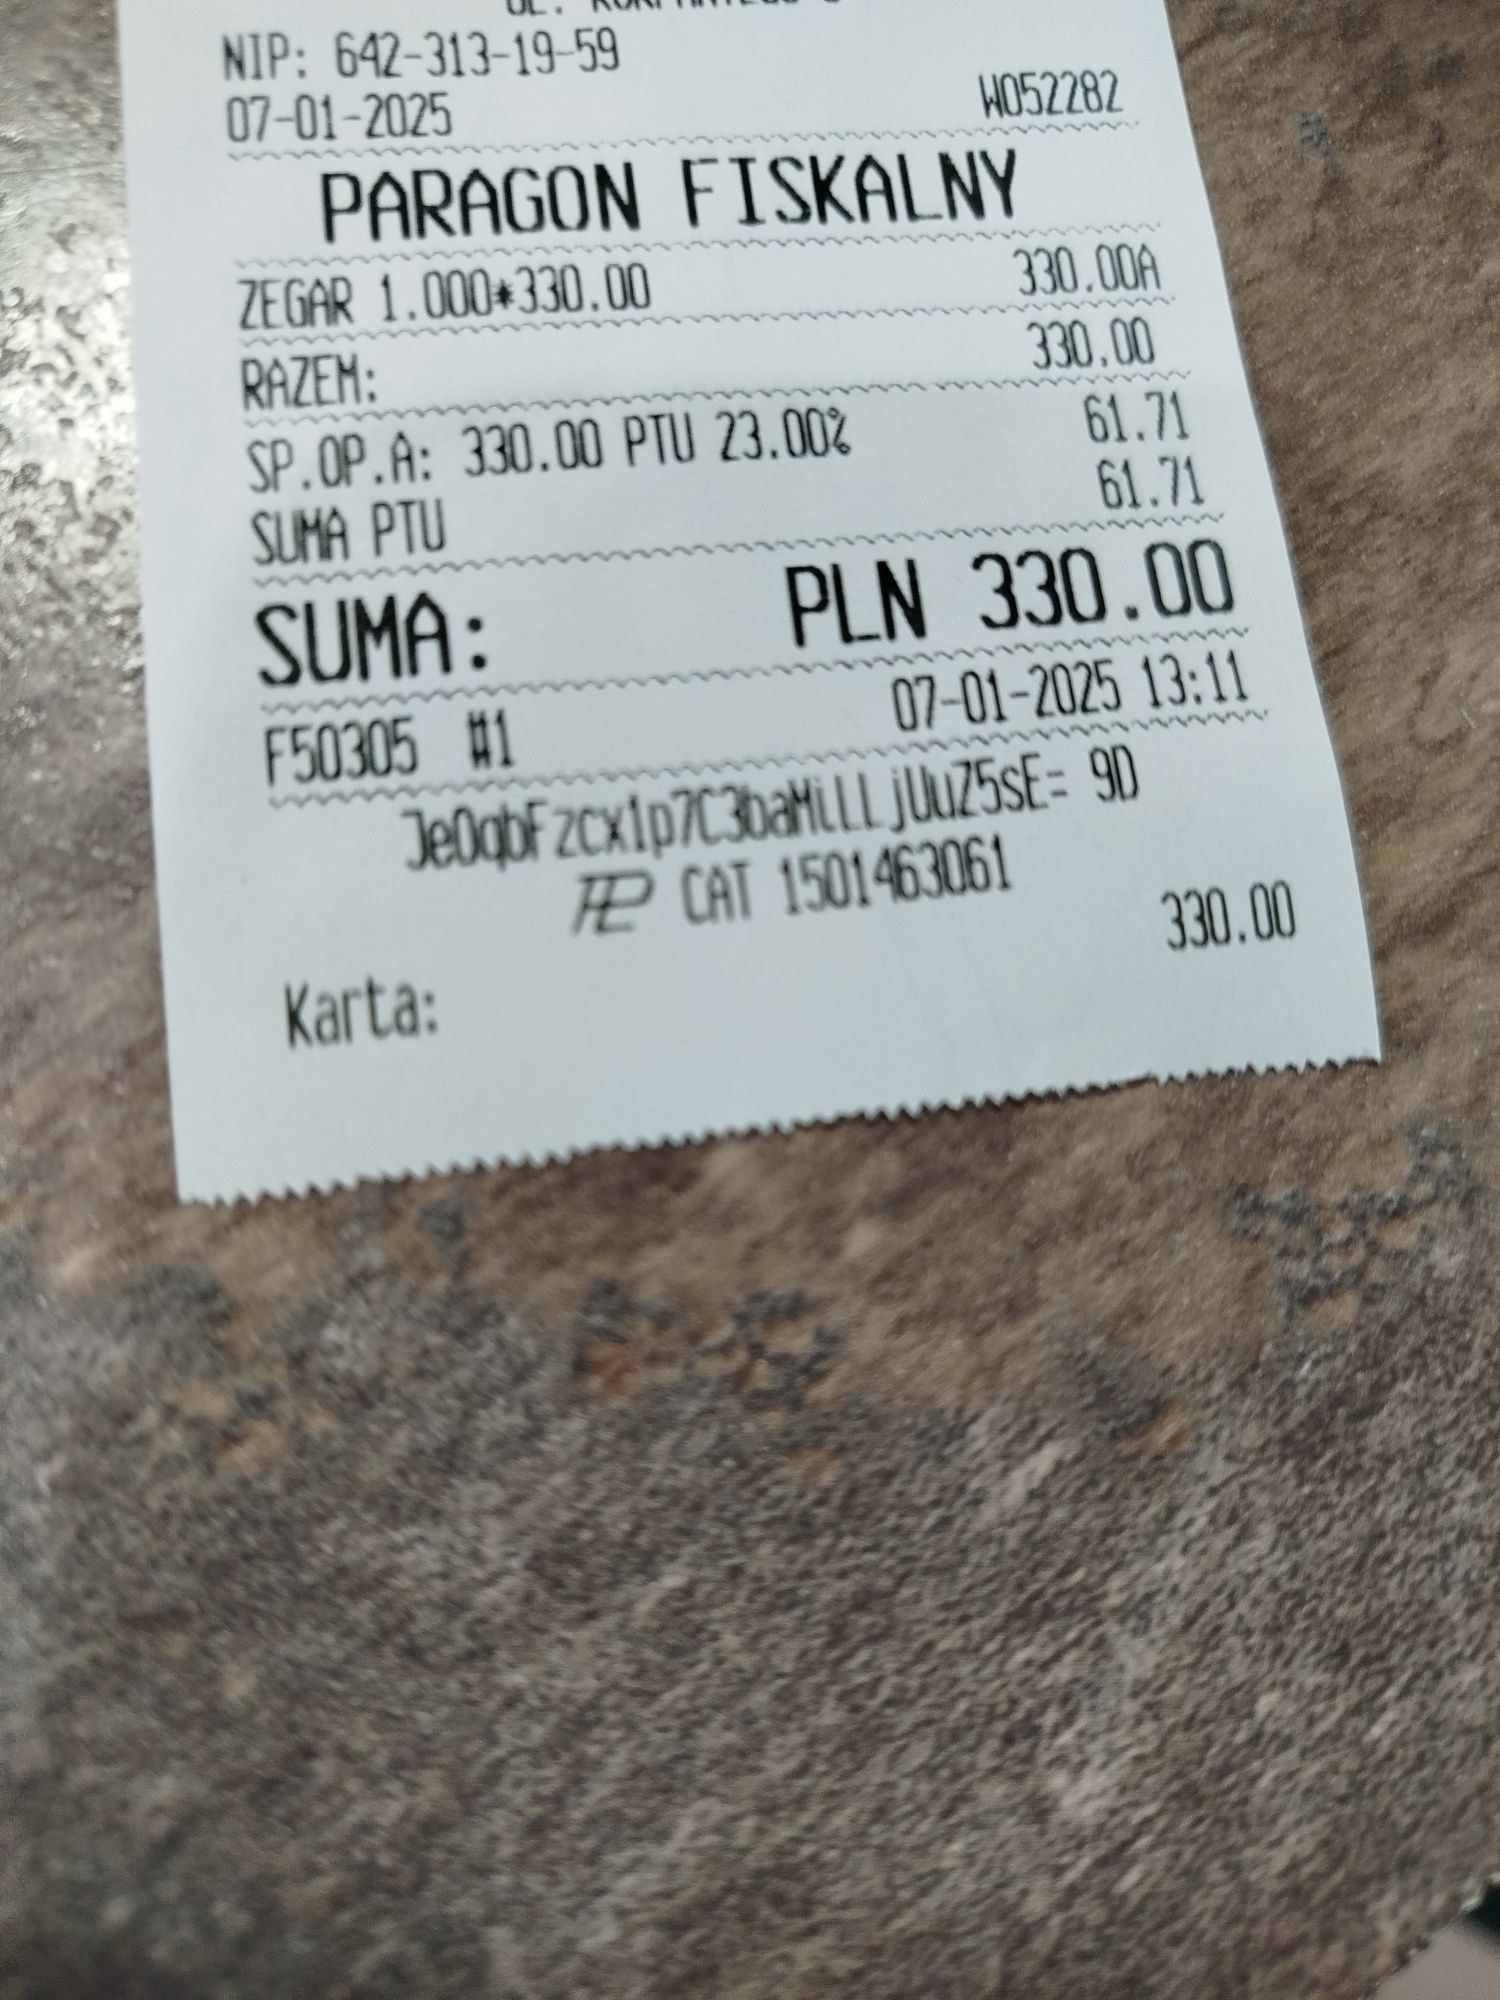 NIP: 642-313-19-59
07-01-2025 W052282
PARAGON FISKALNY
ZEGAR 1.000*330.00 330.00A
RAZEM: 330.00
SP.OP.A: 330.00 PTU 23.00% 61.71
SUMA PTU 61.71
SUMA: PLN 330.00
F50305 #1 07-01-2025 13:11
9D
CAT 1501463061
Karta: 330.00